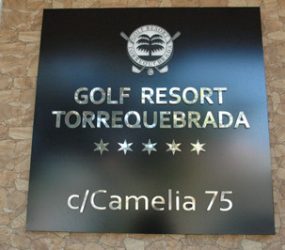 GOLF RESORT
TORREQUEBRADA
c/Camelia 75